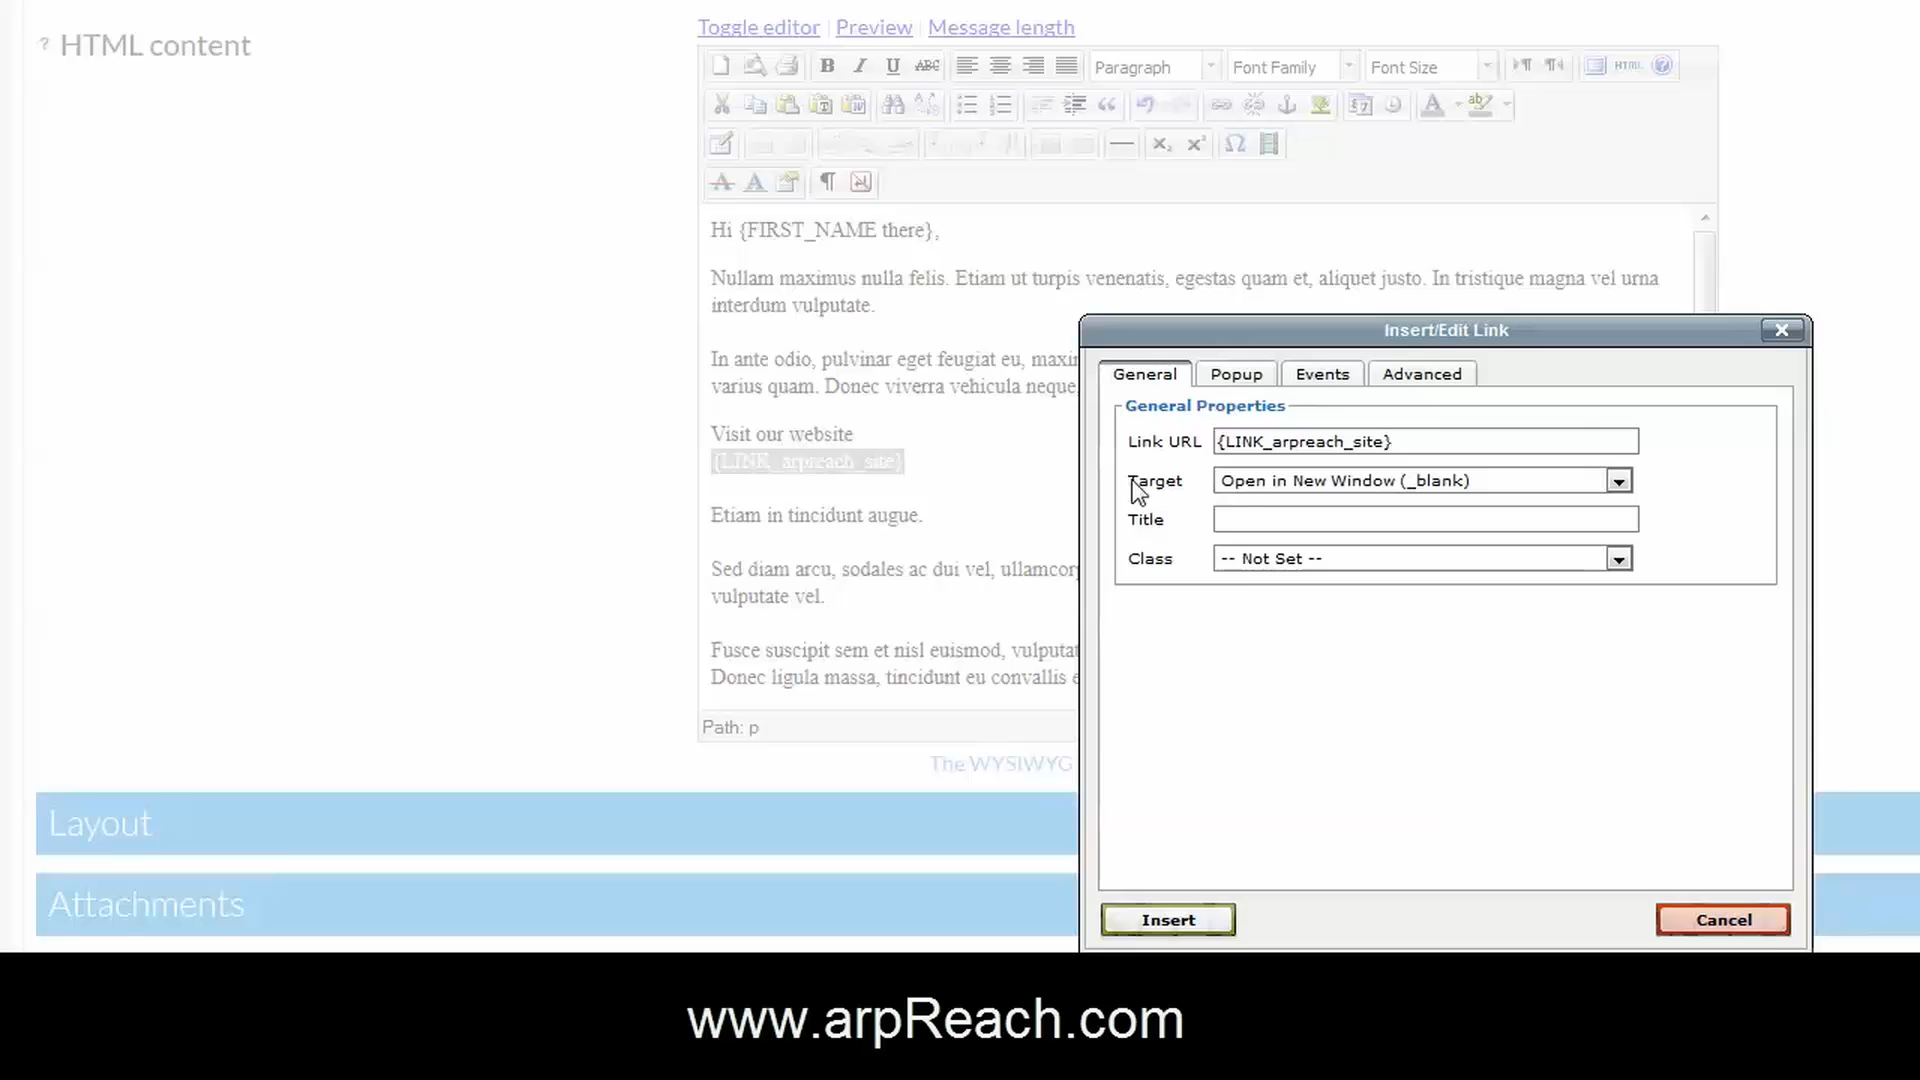 Toggle editor | Preview | Message length
? HTML content
B I U ABC Paragraph Font Family Font Size HTML
Hi {FIRST_NAME there},
Nullam maximus nulla felis. Etiam ut turpis venenatis, egestas quam et, aliquet justo. In tristique magna vel urna
interdum vulputate.
In ante odio, pulvinar eget feugiat eu, maxim
varius quam. Donec viverra vehicula neque,
Visit our website
{LINK_arpreach_site}
Etiam in tincidunt augue.
Sed diam arcu, sodales ac dui vel, ullamcorp
vulputate vel.
Fusce suscipit sem et nisl euismod, vulputat
Donec ligula massa, tincidunt eu convallis e
Path: p
The WYSIWYG
Layout
Attachments
Insert/Edit Link
General Popup Events Advanced
General Properties
Link URL {LINK_arpreach_site}
Target Open in New Window (_blank)
Title
Class -- Not Set --
Insert Cancel
www.arpReach.com